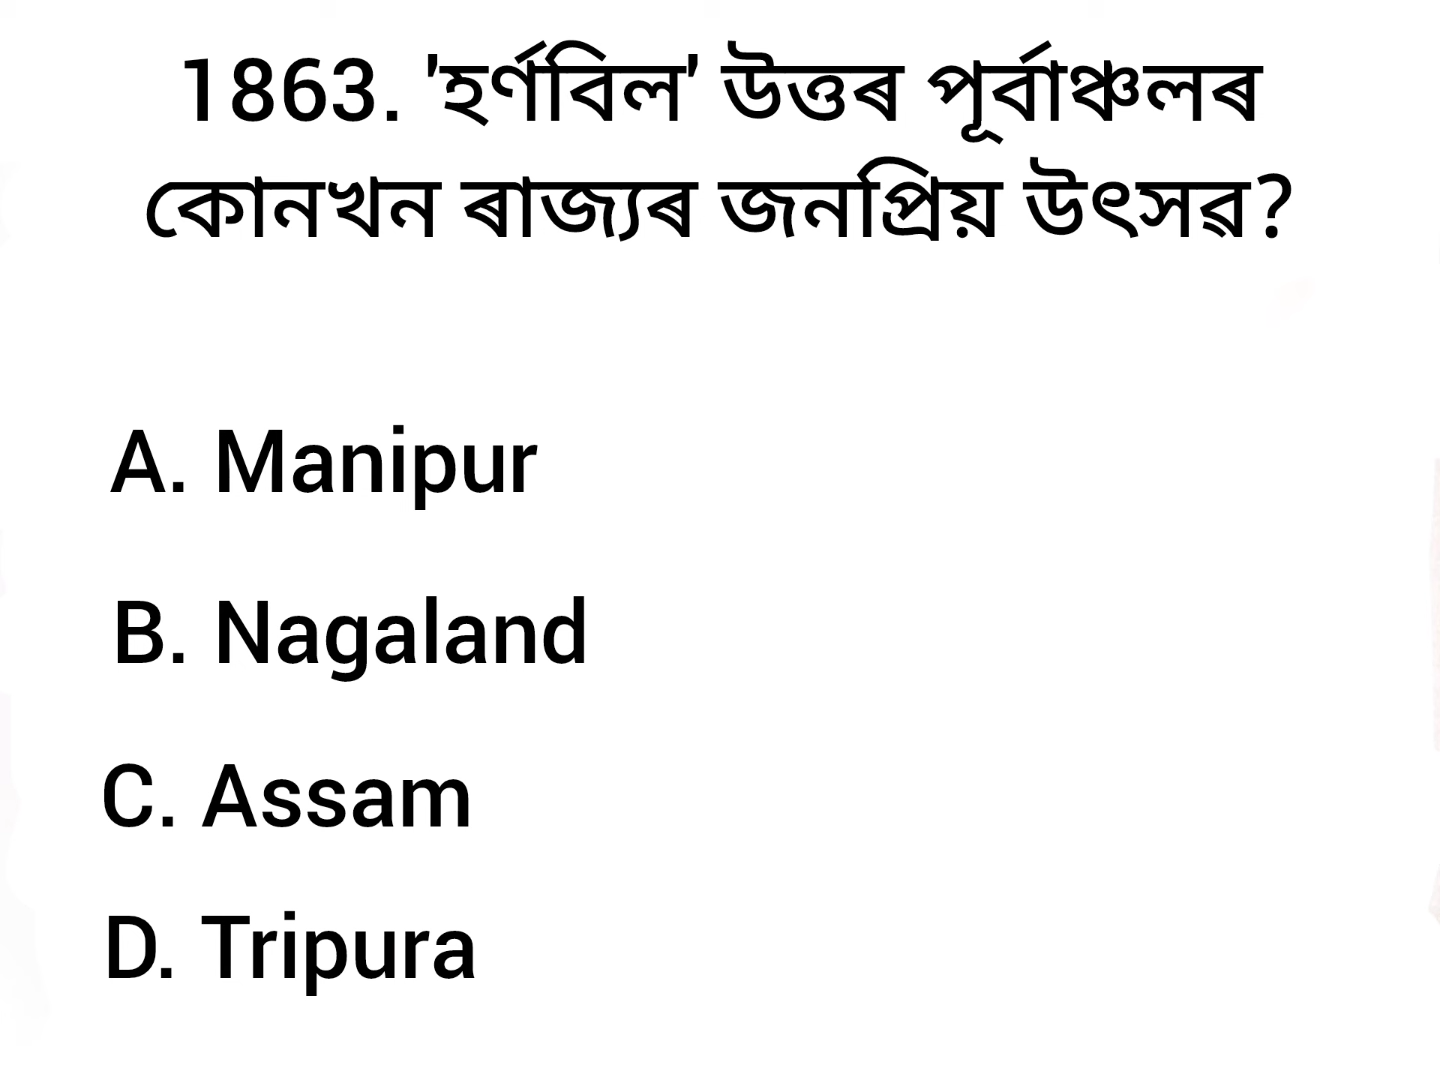 1863. 'হৰ্ণবিল' উত্তৰ পূৰ্বাঞ্চলৰ
কোনখন ৰাজ্যৰ জনপ্ৰিয় উৎসৱ?
A. Manipur
B. Nagaland
C. Assam
D. Tripura